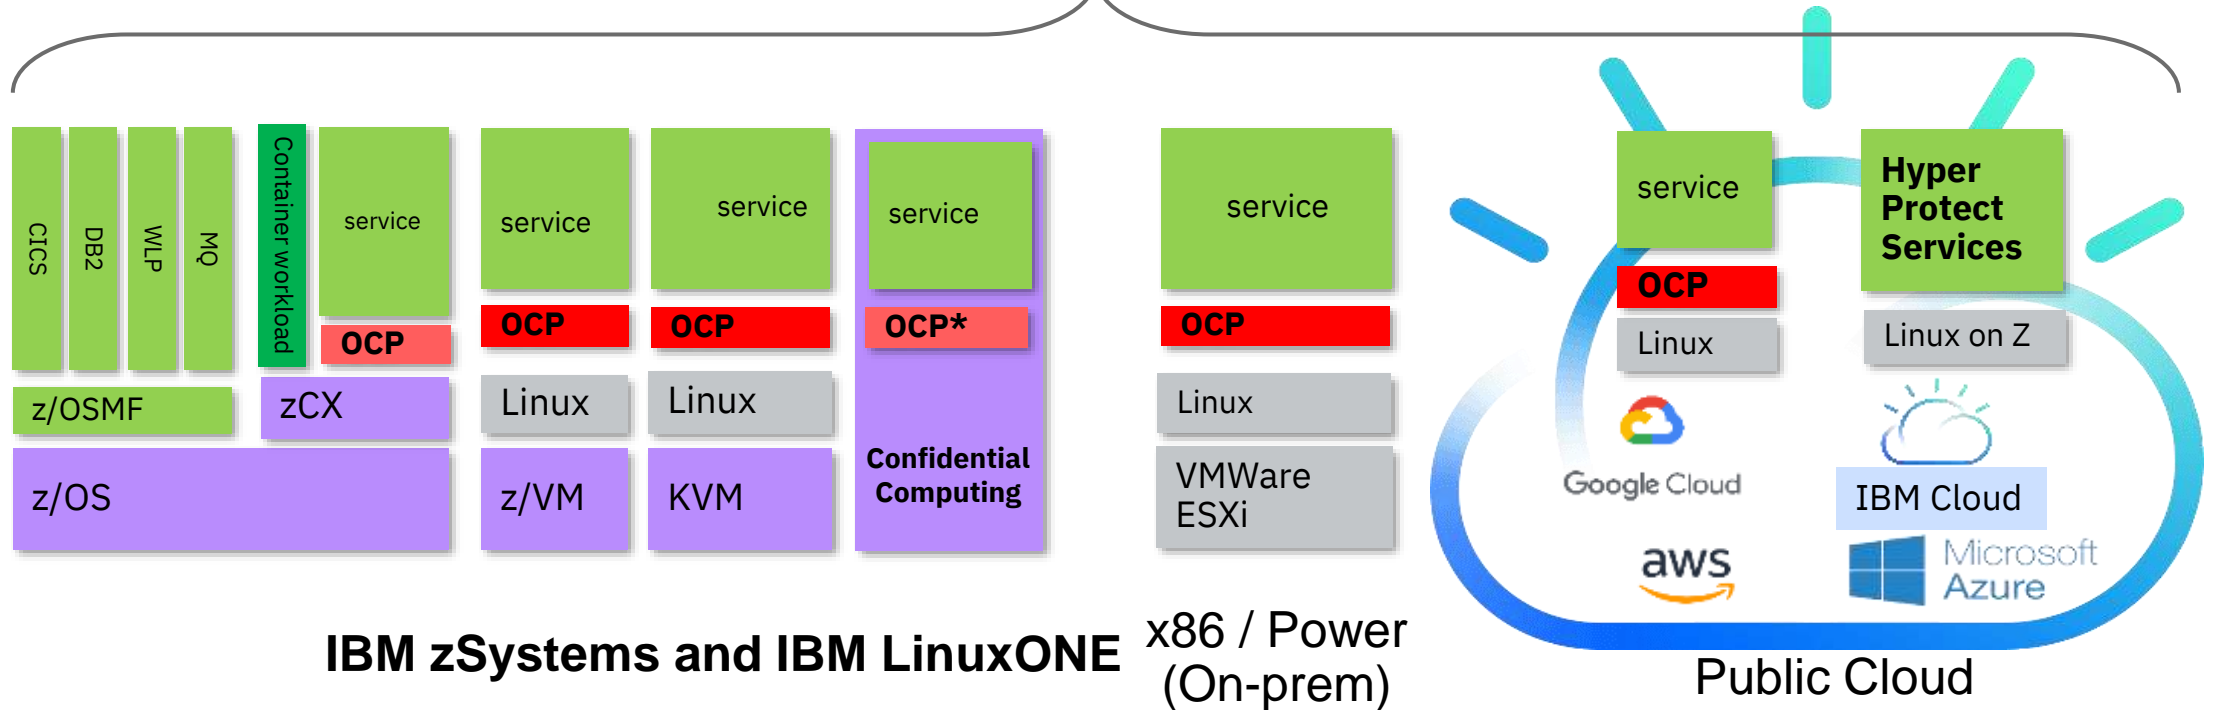 CICS
DB2
WLP
MQ
z/OSMF
Container workload
service
OCP
zCX
z/OS
service
OCP
Linux
z/VM
service
OCP
Linux
KVM
service
OCP*
Confidential
Computing
IBM zSystems and IBM LinuxONE
service
OCP
Linux
VMWare
ESXi
x86 / Power
(On-prem)
service
OCP
Linux
Google Cloud
aws
Hyper
Protect
Services
Linux on Z
IBM Cloud
Microsoft
Azure
Public Cloud